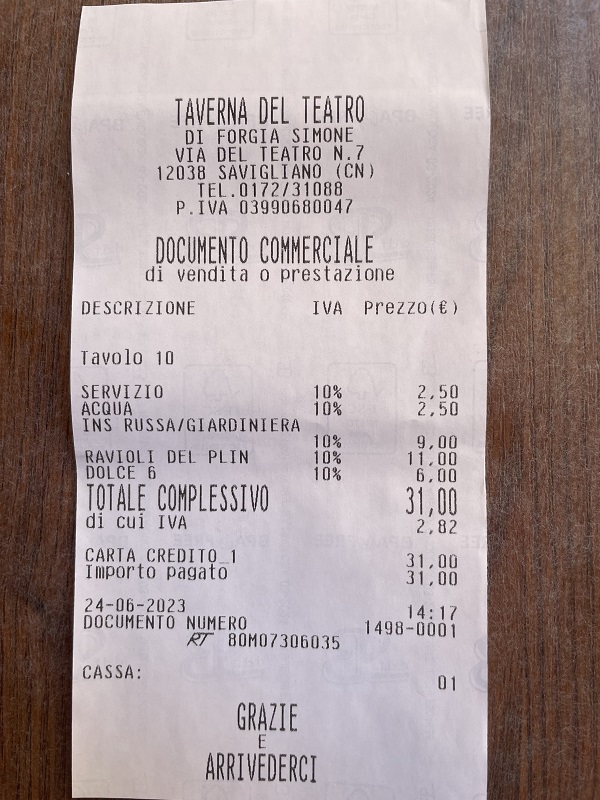 TAVERNA DEL TEATRO
DI FORGIA SIMONE
VIA DEL TEATRO N.7
12038 SAVIGLIANO (CN)
TEL.0172/31088
P.IVA 03990680047
DOCUMENTO COMMERCIALE
di vendita o prestazione
DESCRIZIONE IVA Prezzo(€)
Tavolo 10
SERVIZIO 10% 2,50
ACQUA 10% 2,50
INS RUSSA/GIARDINIERA
10% 9,00
RAVIOLI DEL PLIN 10% 11,00
DOLCE 6 10% 6,00
TOTALE COMPLESSIVO 31,00
di cui IVA 2,82
CARTA CREDITO_1 31,00
Importo pagato 31,00
24-06-2023 14:17
DOCUMENTO NUMERO 1498-0001
RT 80M07306035
CASSA: 01
GRAZIE
E
ARRIVEDERCI